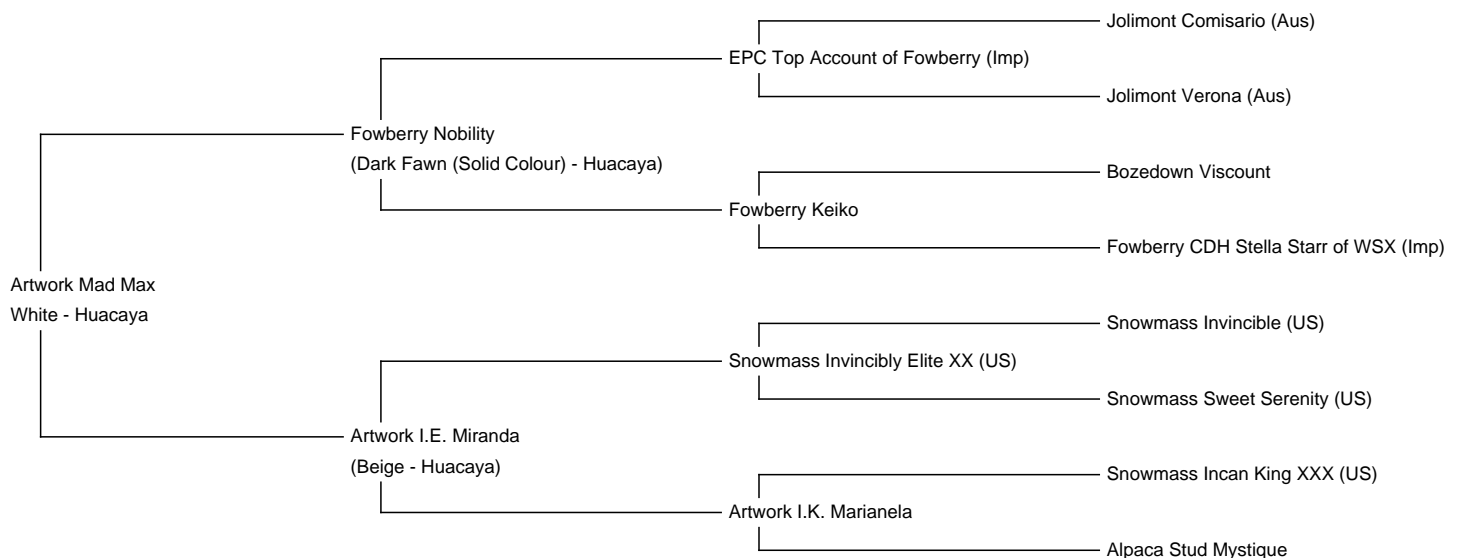 Jolimont Comisario (Aus)
EPC Top Account of Fowberry (Imp)
Jolimont Verona (Aus)
Fowberry Nobility
(Dark Fawn (Solid Colour) - Huacaya)
Bozedown Viscount
Fowberry Keiko
Fowberry CDH Stella Starr of WSX (Imp)
Artwork Mad Max
White - Huacaya
Snowmass Invincible (US)
Snowmass Invincibly Elite XX (US)
Snowmass Sweet Serenity (US)
Artwork I.E. Miranda
(Beige - Huacaya)
Snowmass Incan King XXX (US)
Artwork I.K. Marianela
Alpaca Stud Mystique